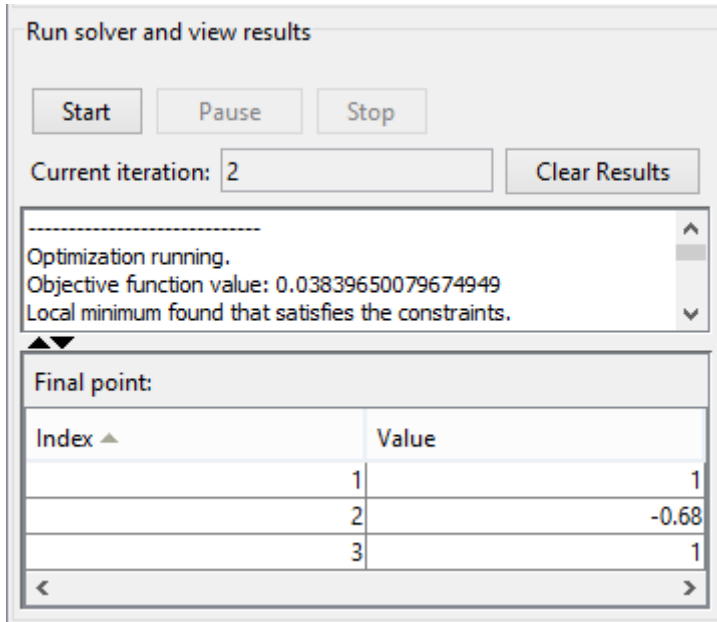 Run solver and view results
Start Pause Stop
Current iteration: 2 Clear Results
------------------------------
Optimization running.
Objective function value: 0.03839650079674949
Local minimum found that satisfies the constraints.
Final point:
Index Value
1 1
2 -0.68
3 1